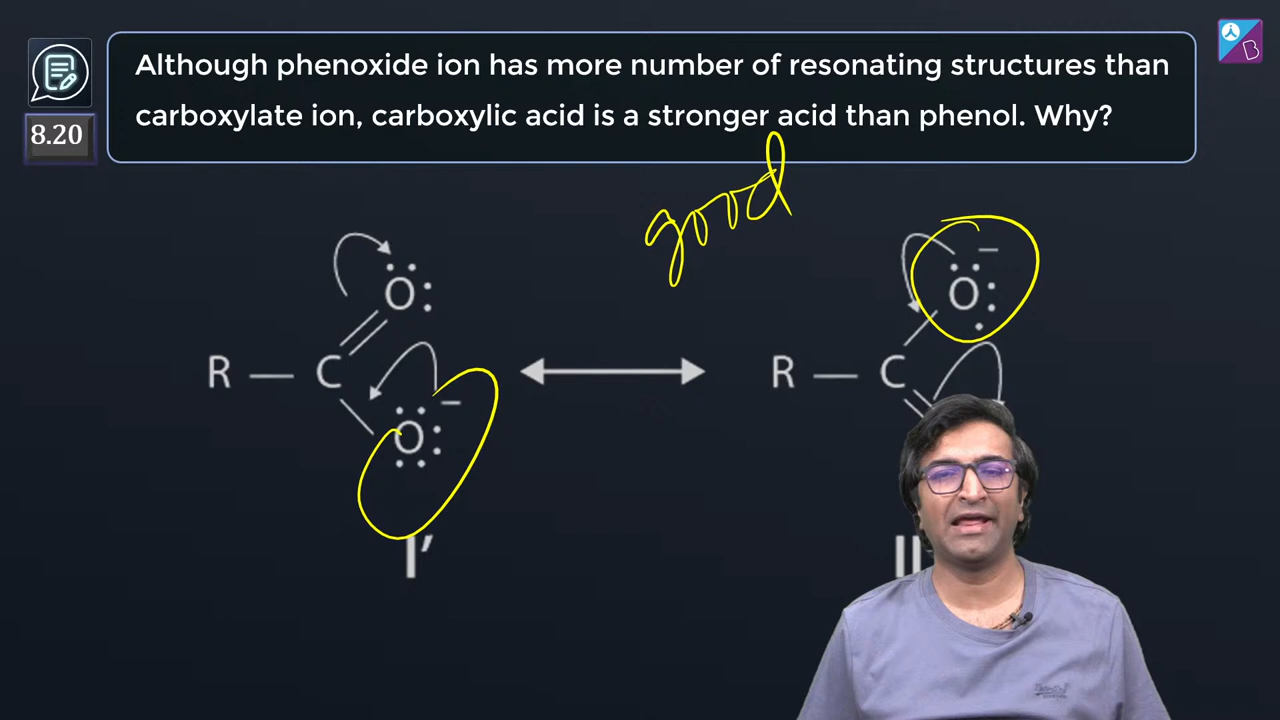 Although phenoxide ion has more number of resonating structures than
carboxylate ion, carboxylic acid is a stronger acid than phenol. Why?
8.20
good
O
O
R
C
R
C
O
I′
II
B